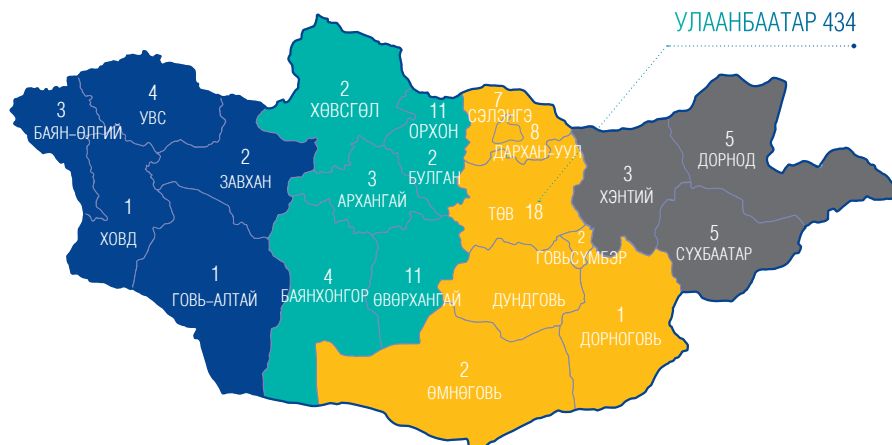 УЛААНБААТАР 434
3
БАЯН-ӨЛГИЙ
4
УВС
2
ЗАВХАН
1
ХОВД
1
ГОВЬ-АЛТАЙ
2
ХӨВСГӨЛ
11
ОРХОН
2
БУЛГАН
3
АРХАНГАЙ
4
БАЯНХОНГОР
11
ӨВӨРХАНГАЙ
7
СЭЛЭНГЭ
8
ДАРХАН-УУЛ
ТӨВ 18
2
ГОВЬСҮМБЭР
ДУНДГОВЬ
1
ДОРНОГОВЬ
2
ӨМНӨГОВЬ
3
ХЭНТИЙ
5
ДОРНОД
5
СҮХБААТАР